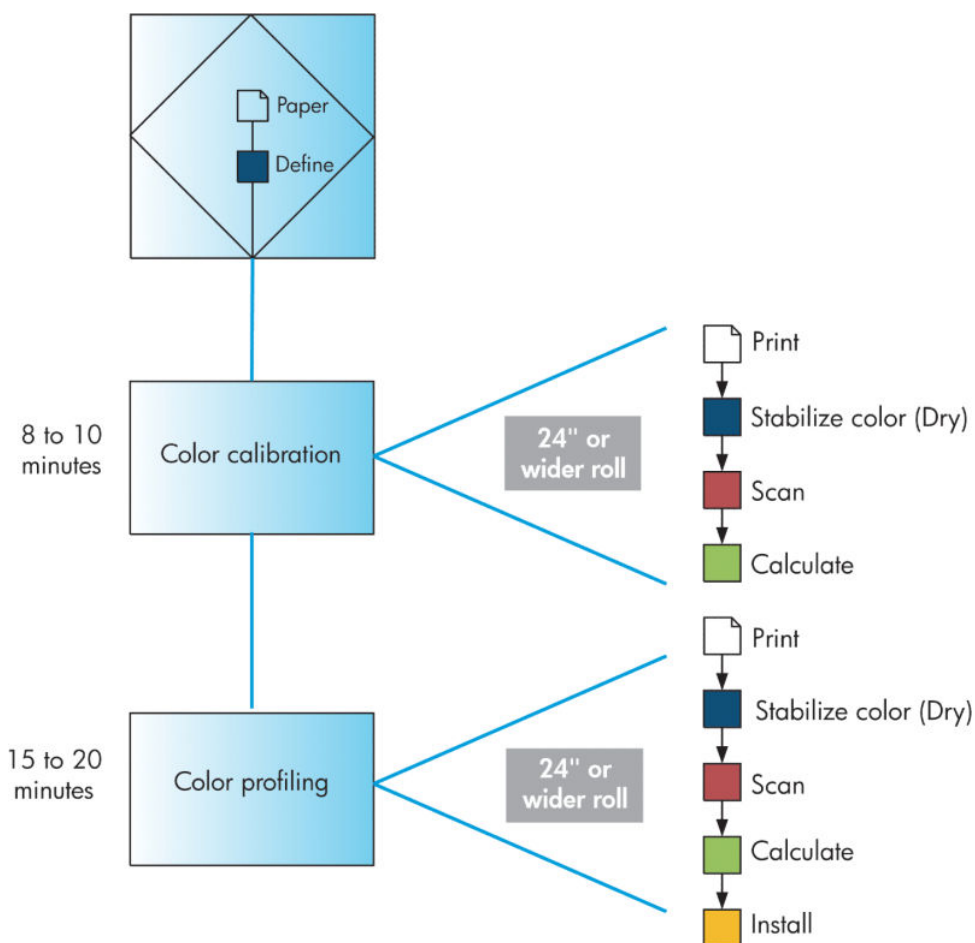 Paper
Define
8 to 10
minutes
Color calibration
24" or
wider roll
Print
Stabilize color (Dry)
Scan
Calculate
15 to 20
minutes
Color profiling
24" or
wider roll
Print
Stabilize color (Dry)
Scan
Calculate
Install